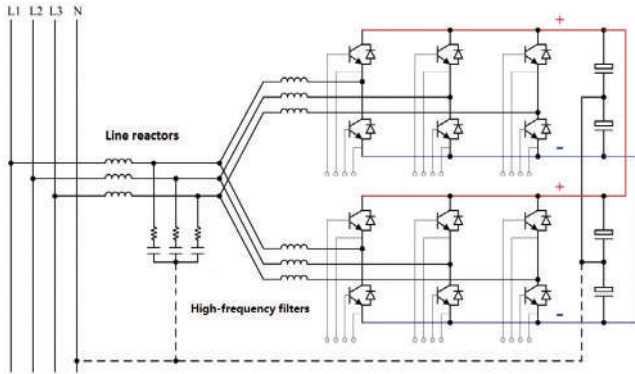 L1 L2 L3 N
+
Line reactors
-
+
High-frequency filters
-